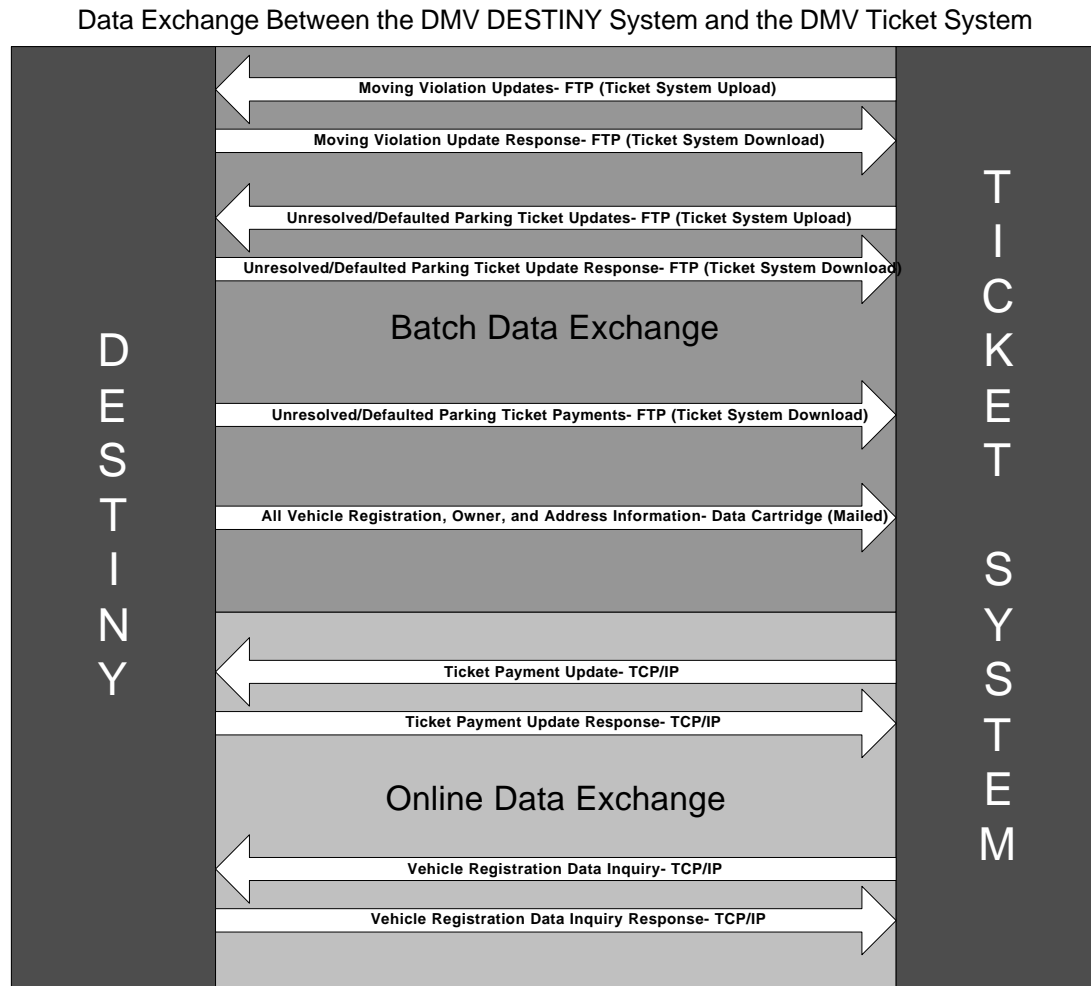 Data Exchange Between the DMV DESTINY System and the DMV Ticket System
DESTINY
Moving Violation Updates- FTP (Ticket System Upload)
Moving Violation Update Response- FTP (Ticket System Download)
Unresolved/Defaulted Parking Ticket Updates- FTP (Ticket System Upload)
Unresolved/Defaulted Parking Ticket Update Response- FTP (Ticket System Download)
Batch Data Exchange
Unresolved/Defaulted Parking Ticket Payments- FTP (Ticket System Download)
All Vehicle Registration, Owner, and Address Information- Data Cartridge (Mailed)
Ticket Payment Update- TCP/IP
Ticket Payment Update Response- TCP/IP
Online Data Exchange
Vehicle Registration Data Inquiry- TCP/IP
Vehicle Registration Data Inquiry Response- TCP/IP
TICKET SYSTEM